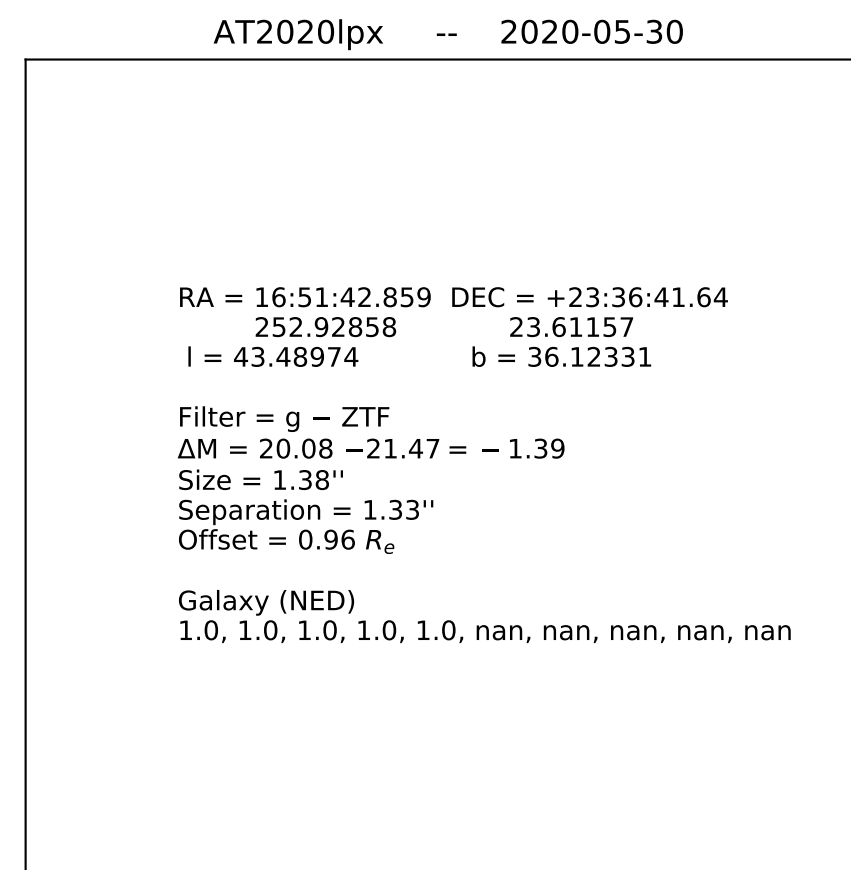 AT2020lpx -- 2020-05-30
RA = 16:51:42.859 DEC = +23:36:41.64
252.92858 23.61157
l = 43.48974 b = 36.12331
Filter = g − ZTF
ΔM = 20.08 −21.47 = − 1.39
Size = 1.38''
Separation = 1.33''
Offset = 0.96 Rₑ
Galaxy (NED)
1.0, 1.0, 1.0, 1.0, 1.0, nan, nan, nan, nan, nan